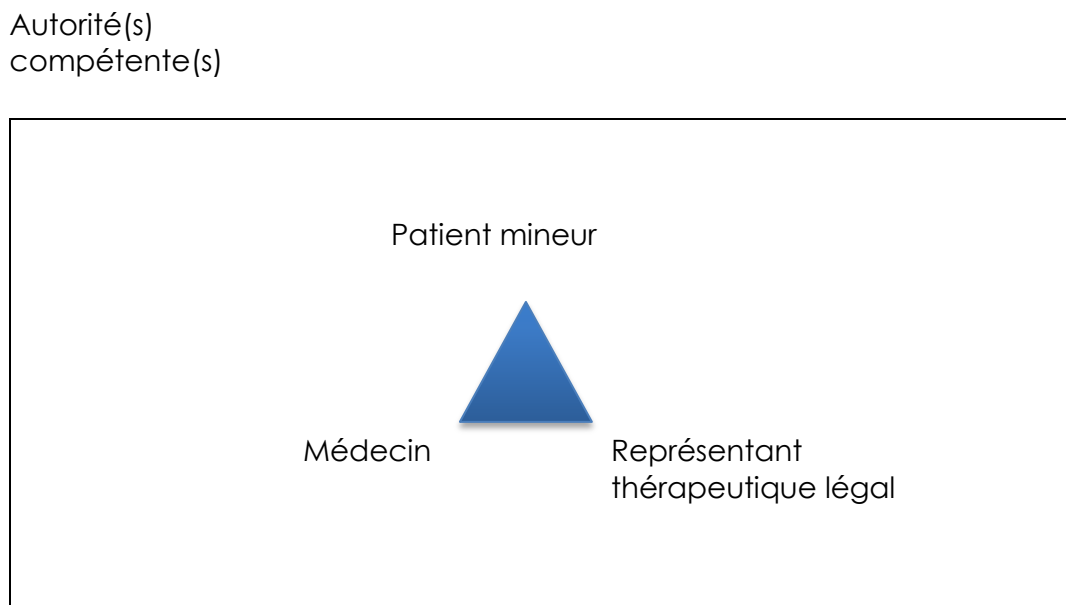 Autorité(s)
compétente(s)
Patient mineur
Médecin
Représentant
thérapeutique légal